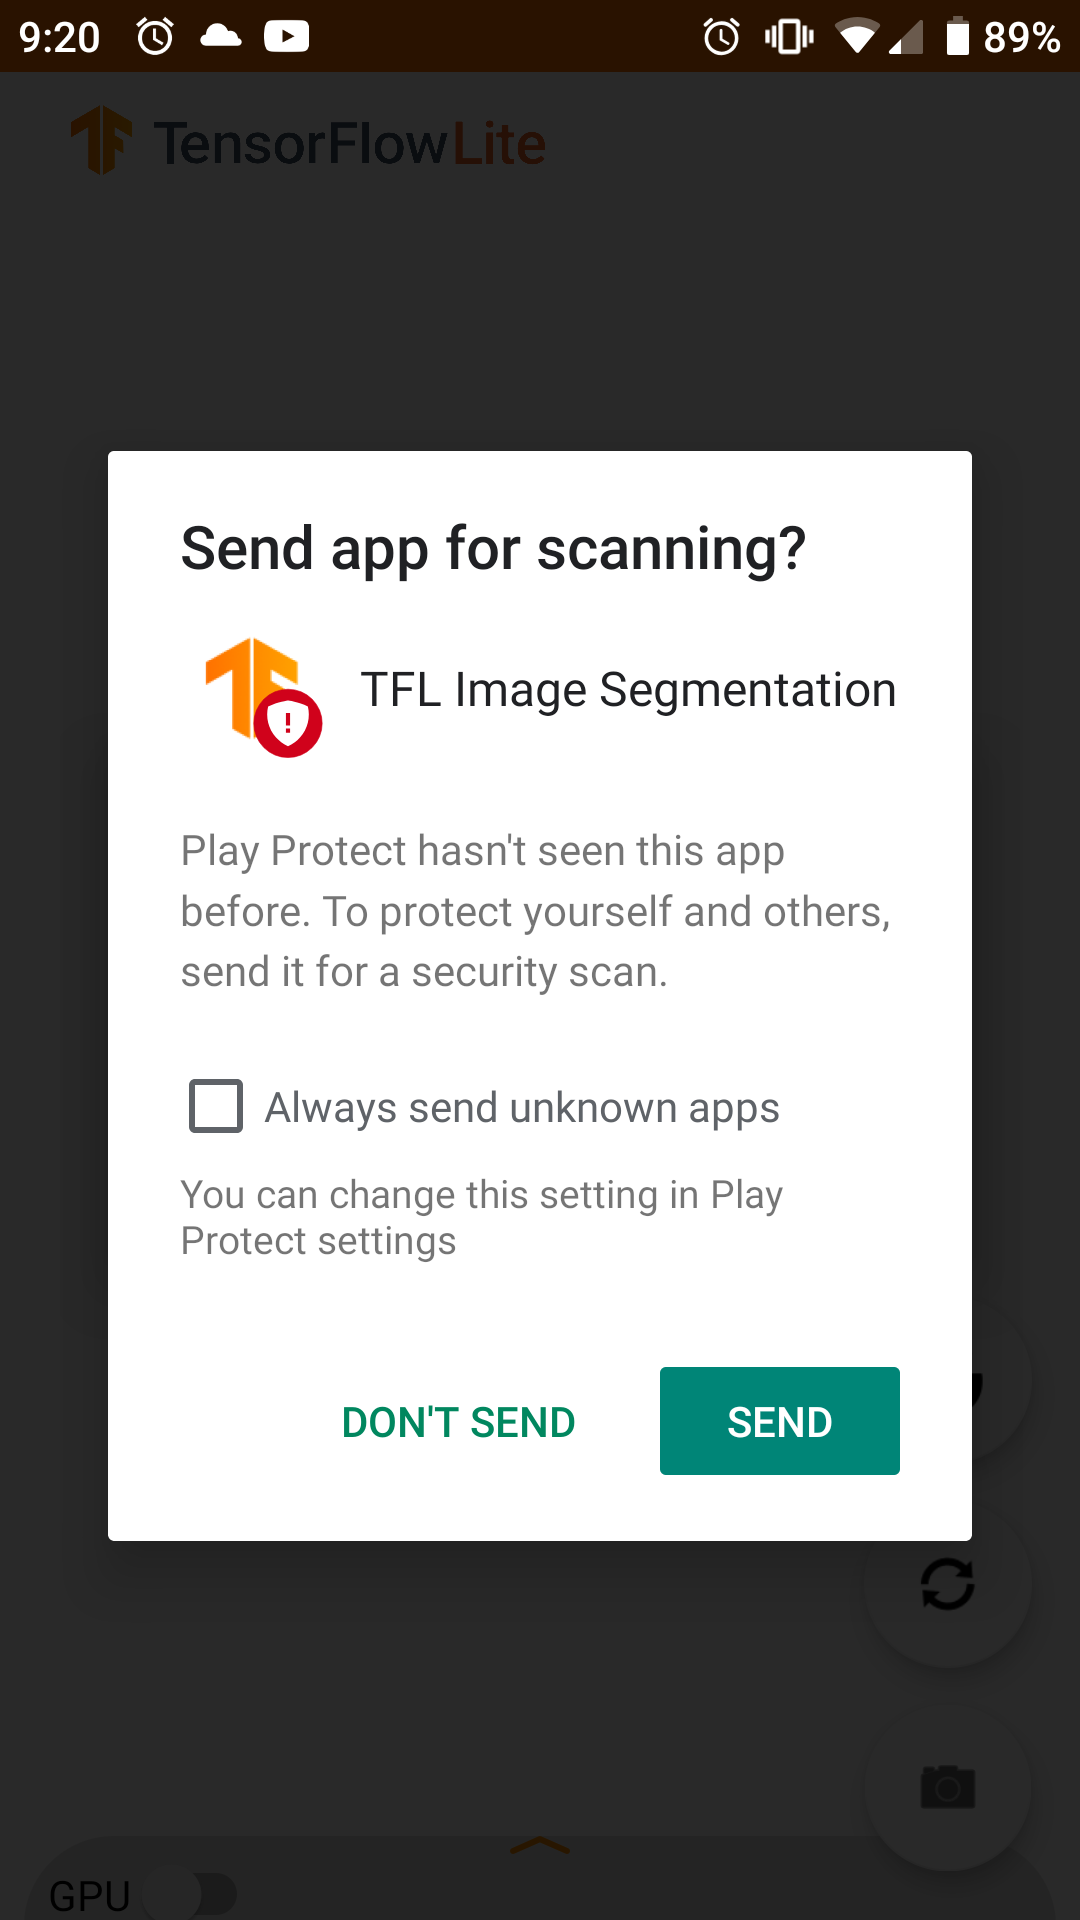 9:20 89%
TensorFlowLite
Send app for scanning?
TFL Image Segmentation
Play Protect hasn't seen this app
before. To protect yourself and others,
send it for a security scan.
Always send unknown apps
You can change this setting in Play
Protect settings
DON'T SEND SEND
GPU